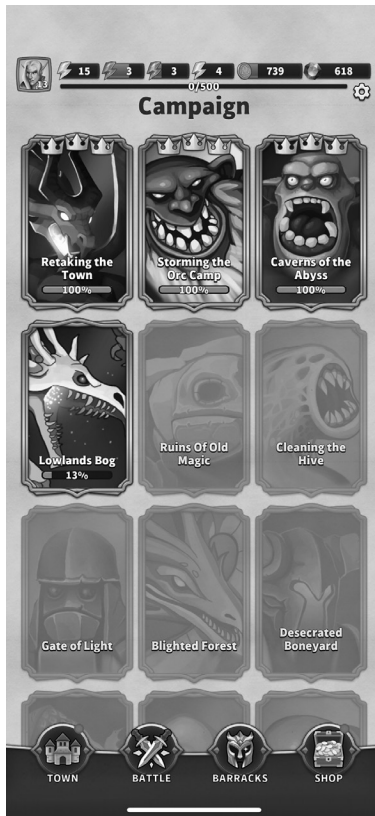 15 3 3 4 739 618
13
0/500
Campaign
Retaking the
Town
100%
Storming the
Orc Camp
100%
Caverns of the
Abyss
100%
Lowlands Bog
13%
Ruins Of Old
Magic
Cleaning the
Hive
Gate of Light
Blighted Forest
Desecrated
Boneyard
TOWN BATTLE BARRACKS SHOP